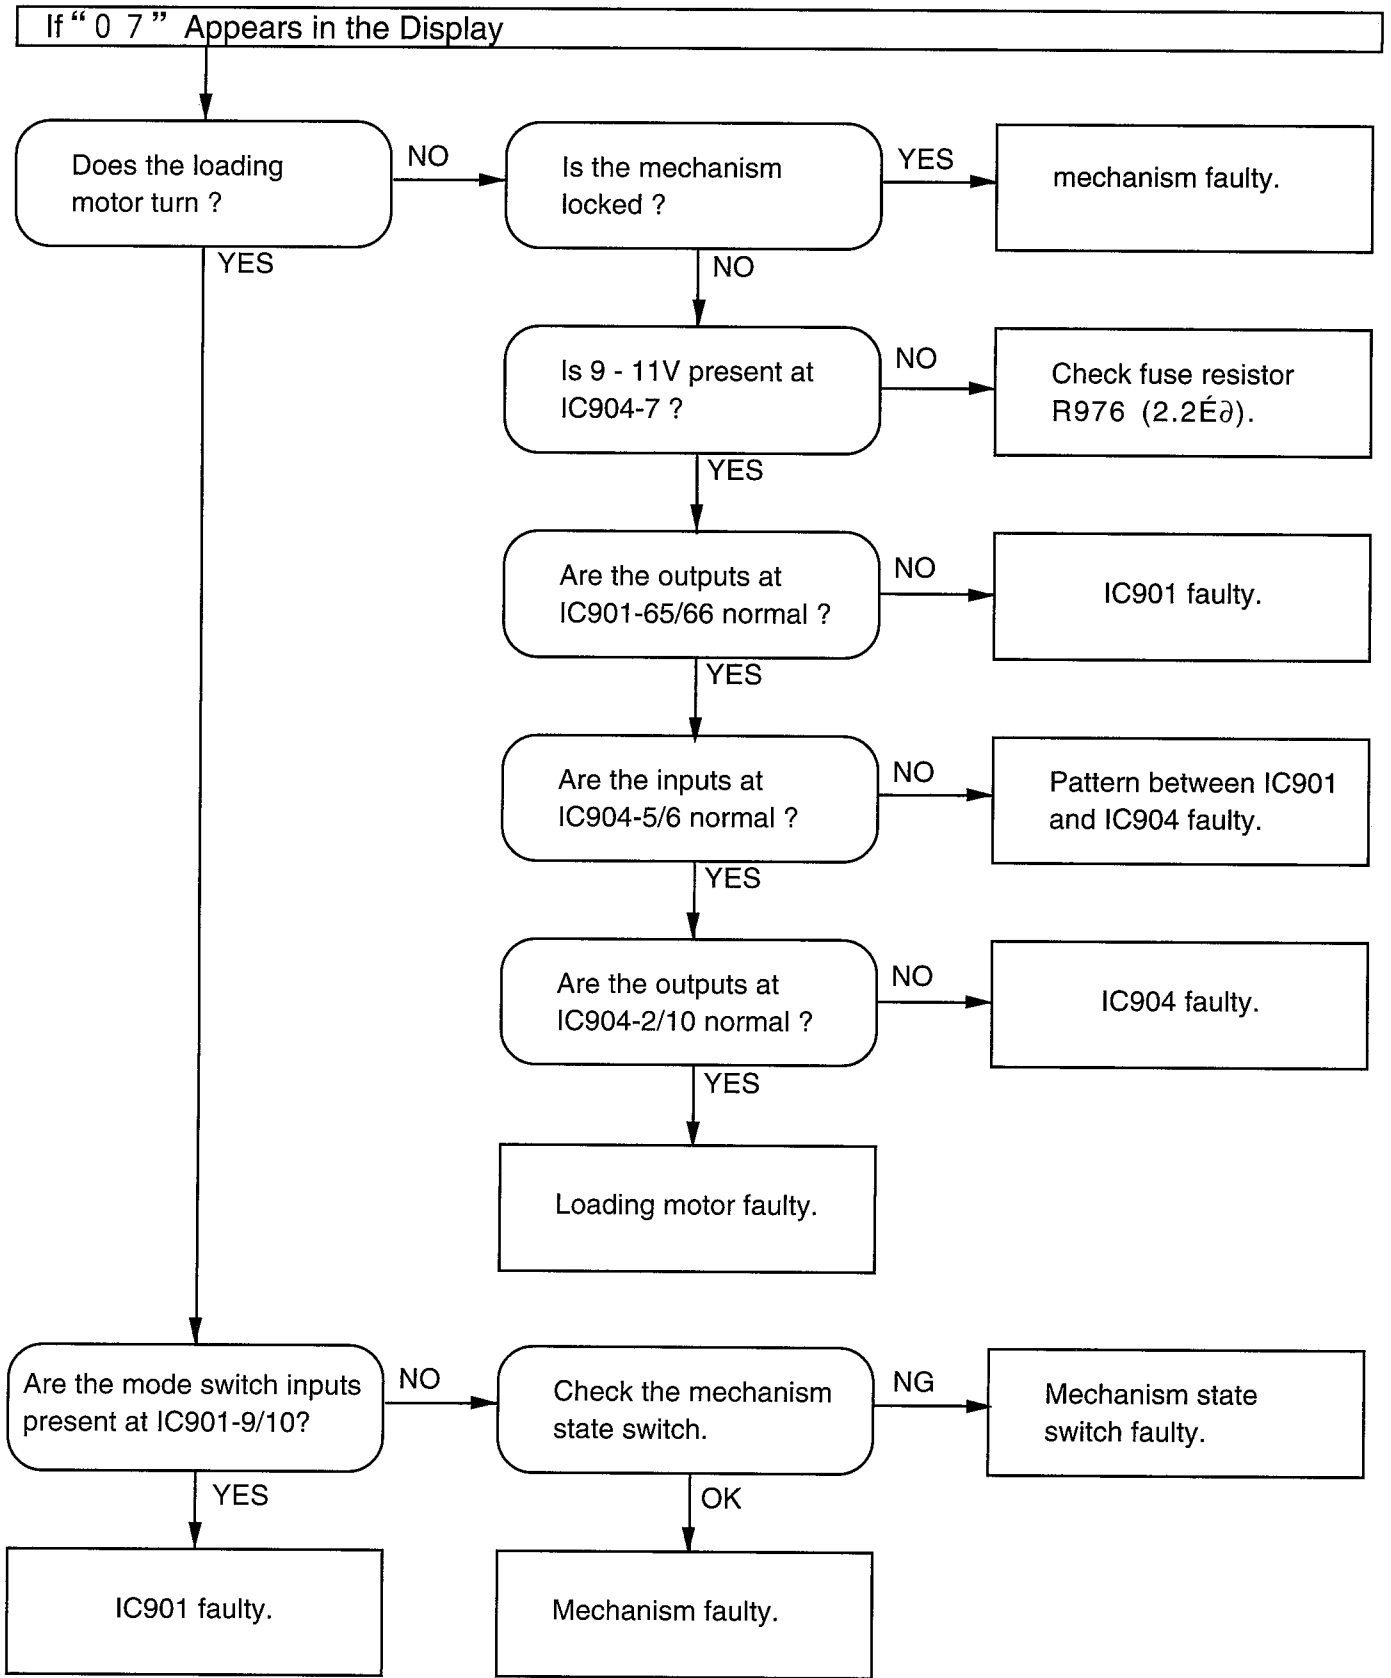 If “ 0 7 ” Appears in the Display
Does the loading
motor turn ?
NO
Is the mechanism
locked ?
YES
mechanism faulty.
YES
NO
Is 9 - 11V present at
IC904-7 ?
NO
Check fuse resistor
R976 (2.2É∂).
YES
Are the outputs at
IC901-65/66 normal ?
NO
IC901 faulty.
YES
Are the inputs at
IC904-5/6 normal ?
NO
Pattern between IC901
and IC904 faulty.
YES
Are the outputs at
IC904-2/10 normal ?
NO
IC904 faulty.
YES
Loading motor faulty.
Are the mode switch inputs
present at IC901-9/10?
NO
Check the mechanism
state switch.
NG
Mechanism state
switch faulty.
YES
OK
IC901 faulty.
Mechanism faulty.